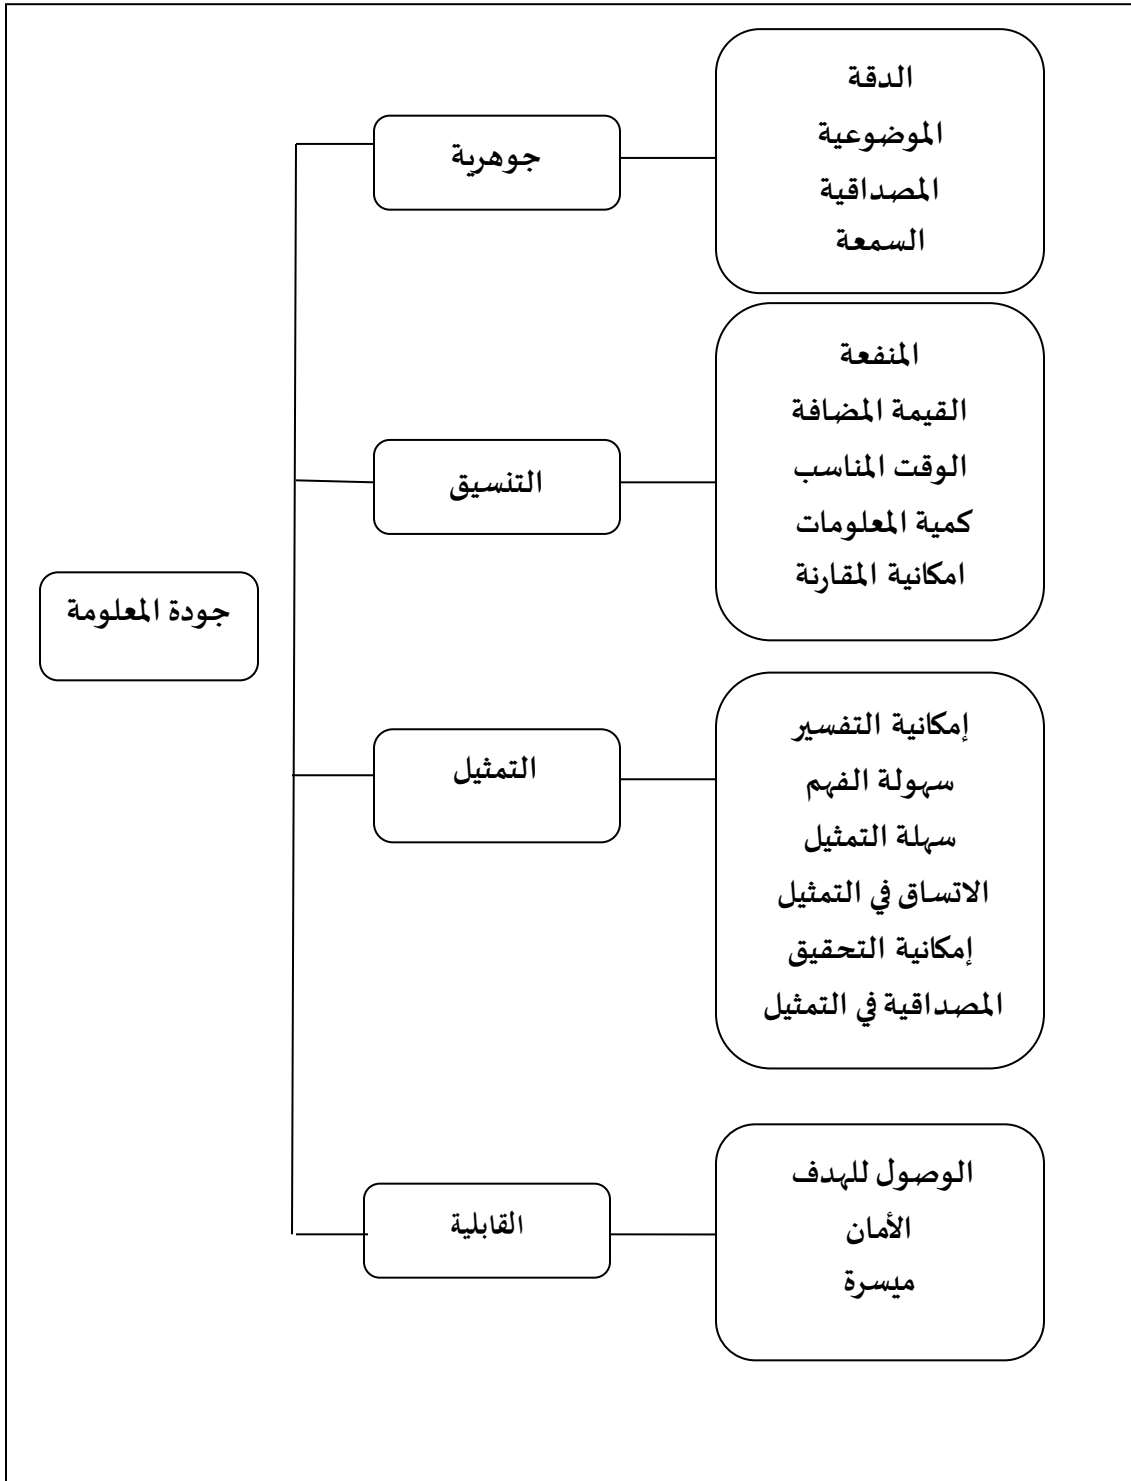 جودة المعلومة
جوهرية
الدقة
الموضوعية
المصداقية
السمعة
التنسيق
المنفعة
القيمة المضافة
الوقت المناسب
كمية المعلومات
امكانية المقارنة
التمثيل
إمكانية التفسير
سهولة الفهم
سهلة التمثيل
الاتساق في التمثيل
إمكانية التحقيق
المصداقية في التمثيل
القابلية
الوصول للهدف
الأمان
ميسرة